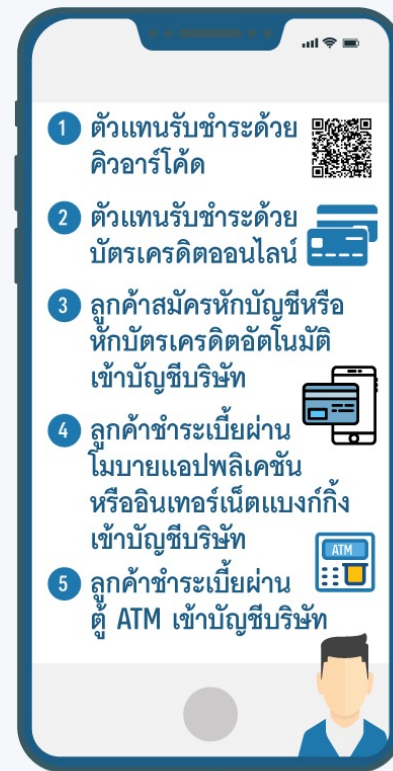 1 ตัวแทนรับชำระด้วย
คิวอาร์โค้ด
2 ตัวแทนรับชำระด้วย
บัตรเครดิตออนไลน์
3 ลูกค้าสมัครหักบัญชีหรือ
หักบัตรเครดิตอัตโนมัติ
เข้าบัญชีบริษัท
4 ลูกค้าชำระเบี้ยผ่าน
โมบายแอปพลิเคชัน
หรืออินเทอร์เน็ตแบงก์กิ้ง
เข้าบัญชีบริษัท
ATM
5 ลูกค้าชำระเบี้ยผ่าน
ตู้ ATM เข้าบัญชีบริษัท